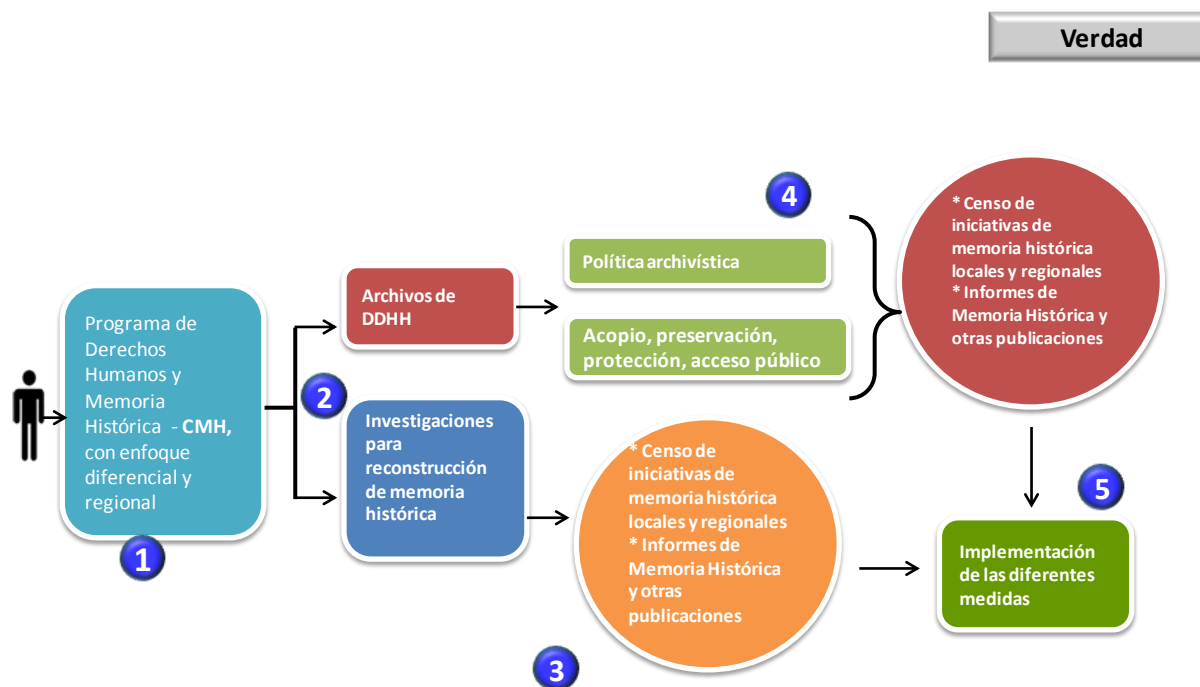 Verdad
4
* Censo de
iniciativas de
memoria histórica
locales y regionales
* Informes de
Memoria Histórica y
otras publicaciones
Política archivística
Archivos de
DDHH
Acopio, preservación,
protección, acceso público
Programa de
Derechos
Humanos y
Memoria
Histórica - CMH,
con enfoque
diferencial y
regional
1
2
Investigaciones
para
reconstrucción
de memoria
histórica
* Censo de
iniciativas de
memoria histórica
locales y regionales
* Informes de
Memoria Histórica
y otras
publicaciones
3
5
Implementación
de las diferentes
medidas